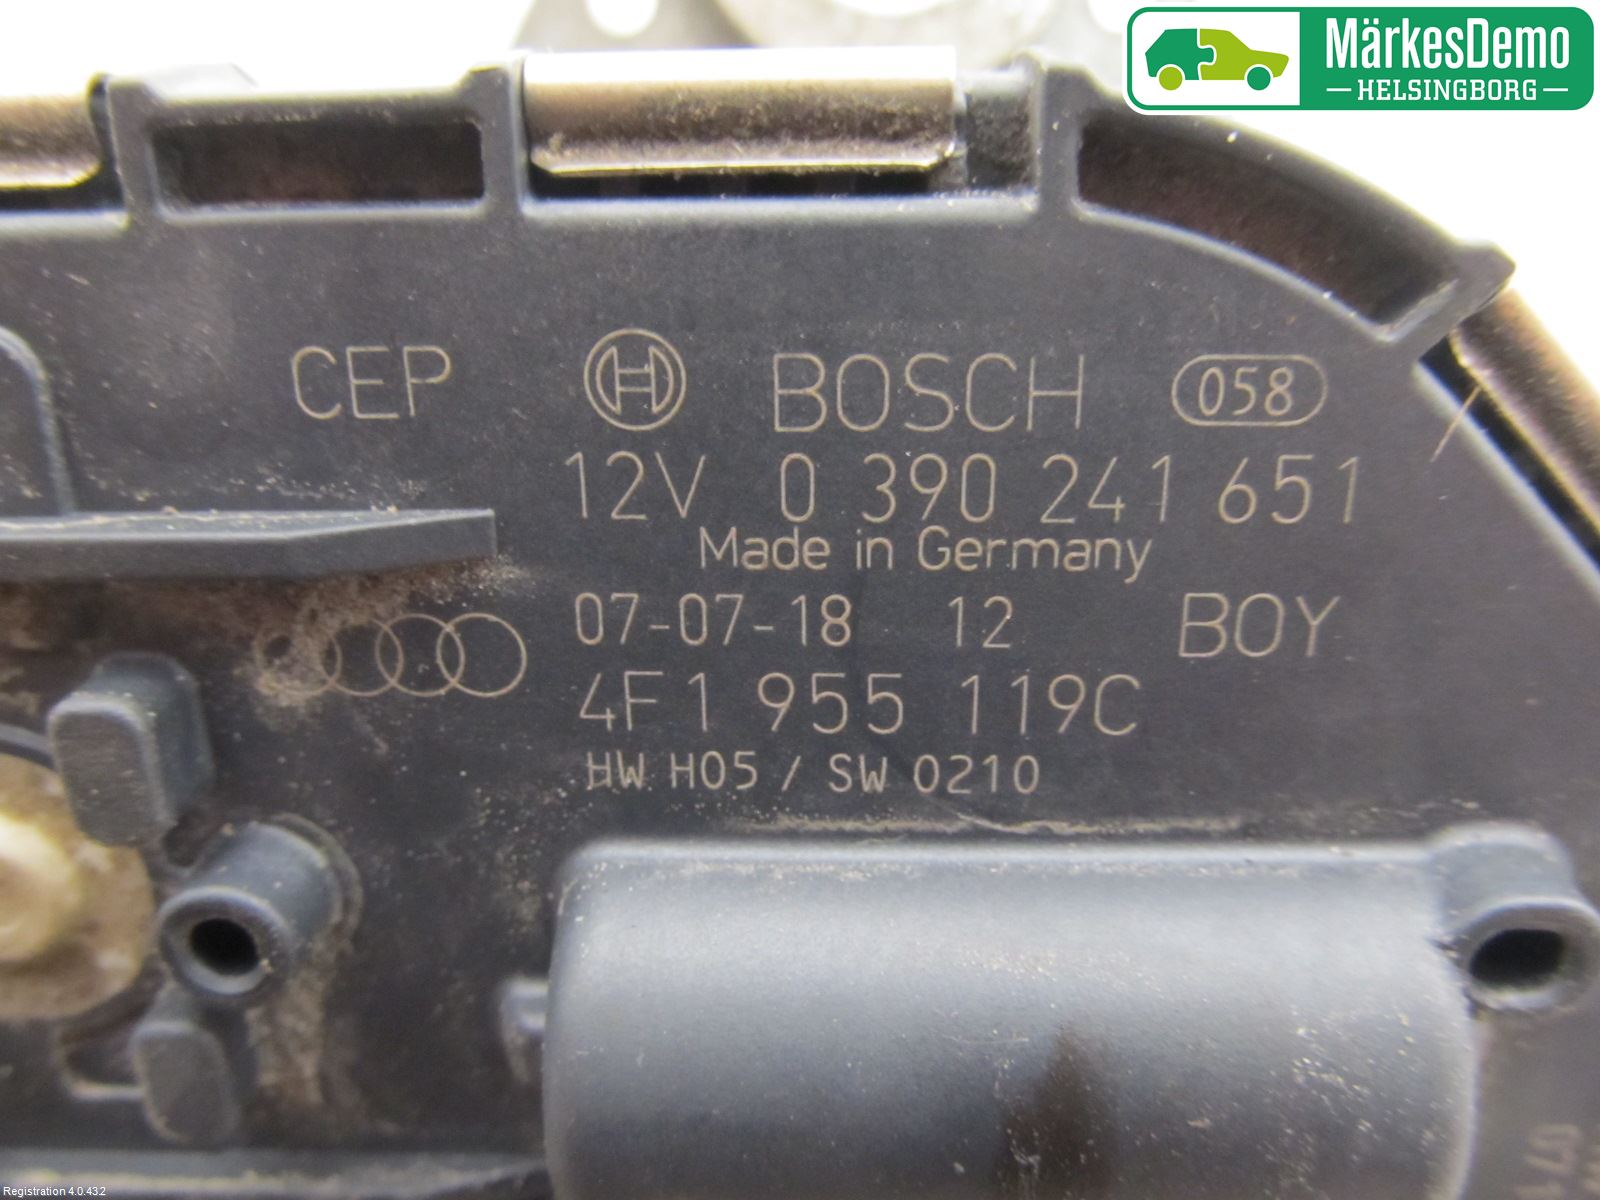 MärkesDemo
HELSINGBORG
CEP BOSCH 058
12V 0 390 241 651
Made in Germany
07-07-18 12 BOY
4F1 955 119C
HW H05 / SW 0210
Registration 4.0.432